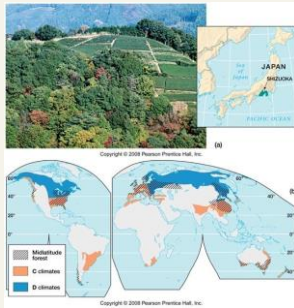 Sea
of
Japan
JAPAN
SHIZUOKA
PACIFIC OCEAN
Copyright © 2008 Pearson Prentice Hall, Inc.
(a)
(b)
Midlatitude
forest
C climates
D climates
Copyright © 2008 Pearson Prentice Hall, Inc.